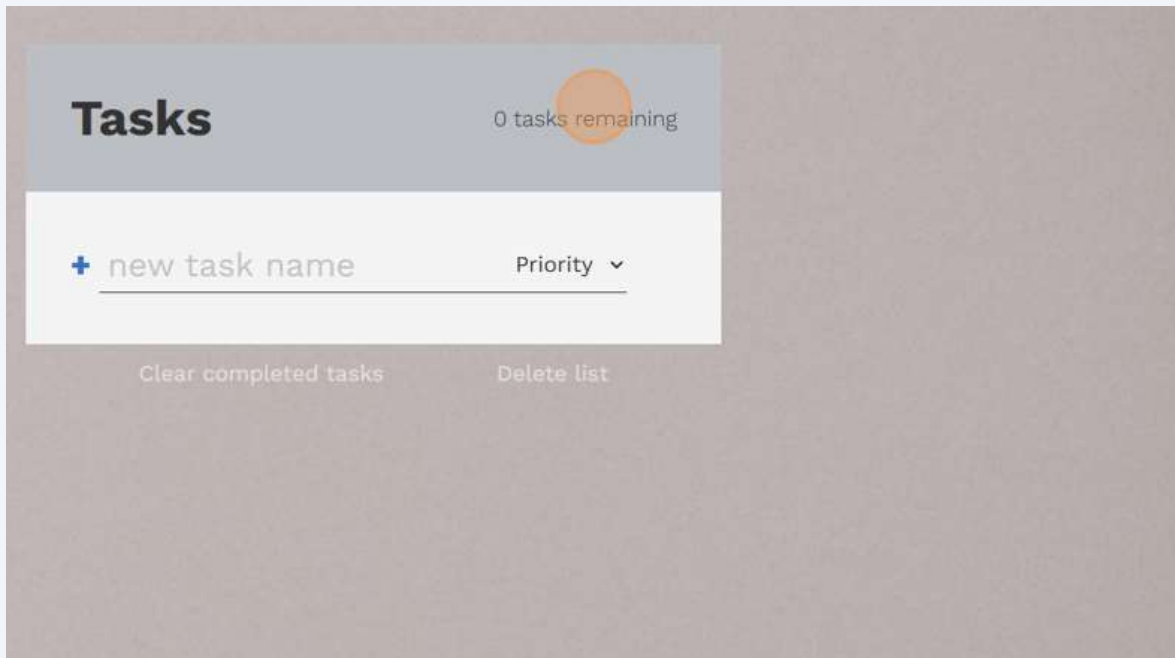 Tasks
0 tasks remaining
+ new task name
Priority
Clear completed tasks
Delete list